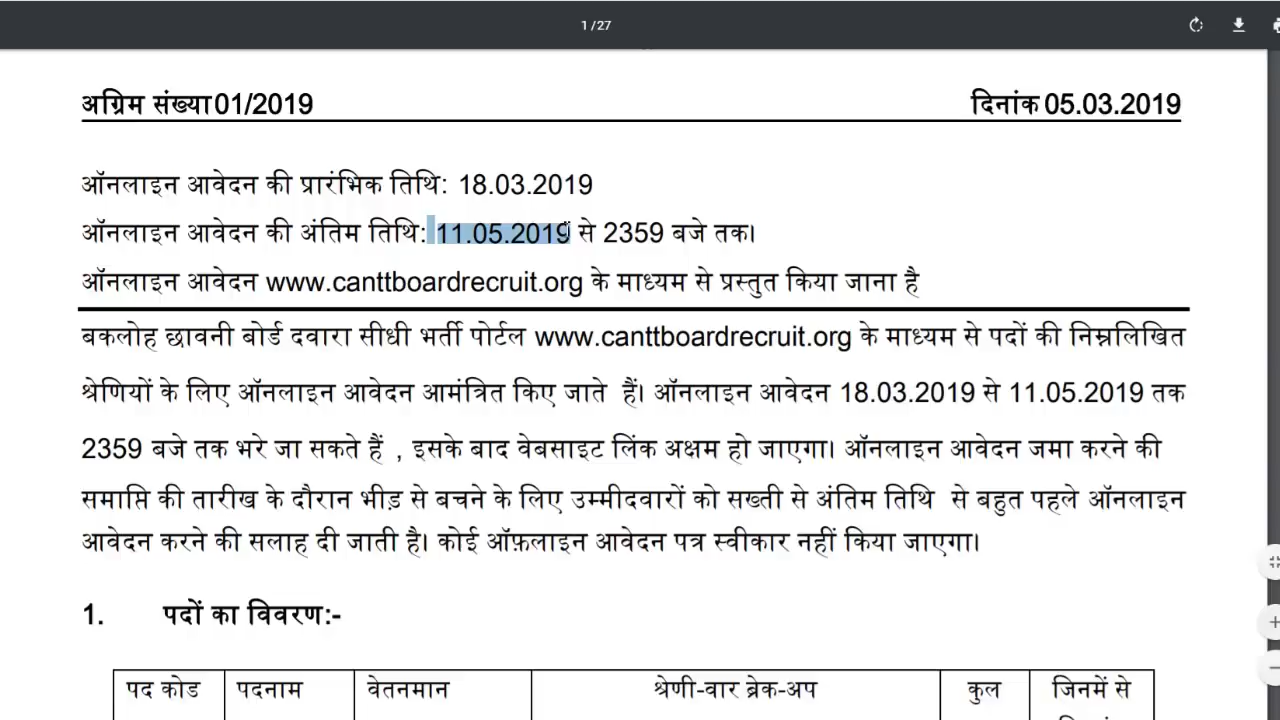 1 / 27
अग्रिम संख्या 01/2019 दिनांक 05.03.2019
ऑनलाइन आवेदन की प्रारंभिक तिथि: 18.03.2019
ऑनलाइन आवेदन की अंतिम तिथि: 11.05.2019 से 2359 बजे तक।
ऑनलाइन आवेदन www.canttboardrecruit.org के माध्यम से प्रस्तुत किया जाना है
बकलोह छावनी बोर्ड दवारा सीधी भर्ती पोर्टल www.canttboardrecruit.org के माध्यम से पदों की निम्नलिखित
श्रेणियों के लिए ऑनलाइन आवेदन आमंत्रित किए जाते हैं। ऑनलाइन आवेदन 18.03.2019 से 11.05.2019 तक
2359 बजे तक भरे जा सकते हैं , इसके बाद वेबसाइट लिंक अक्षम हो जाएगा। ऑनलाइन आवेदन जमा करने की
समाप्ति की तारीख के दौरान भीड़ से बचने के लिए उम्मीदवारों को सख्ती से अंतिम तिथि से बहुत पहले ऑनलाइन
आवेदन करने की सलाह दी जाती है। कोई ऑफ़लाइन आवेदन पत्र स्वीकार नहीं किया जाएगा।
1. पदों का विवरण:-
पद कोड पदनाम वेतनमान श्रेणी-वार ब्रेक-अप कुल जिनमें से